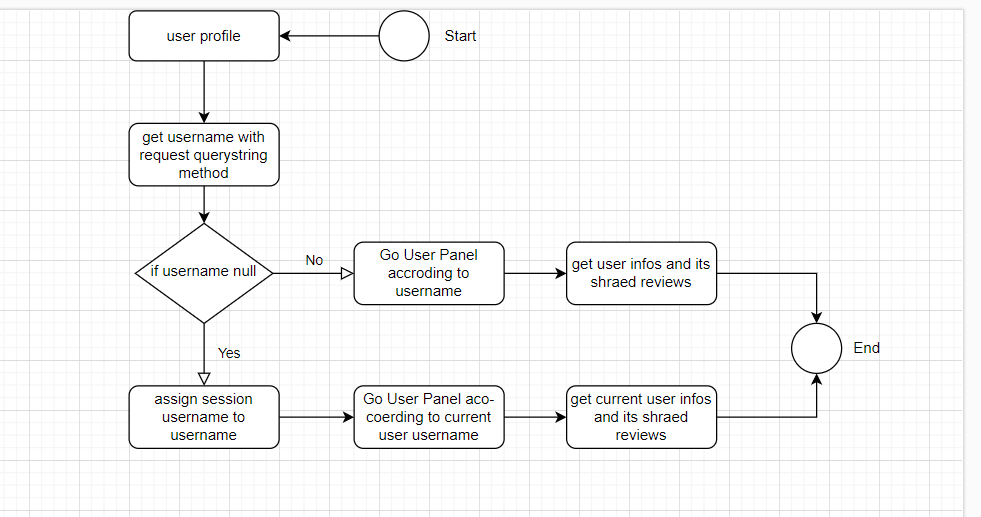 user profile
Start
get username with
request querystring
method
if username null
No
Go User Panel
accroding to
username
get user infos and its
shraed reviews
End
Yes
assign session
username to
username
Go User Panel aco-
coerding to current
user username
get current user infos
and its shraed
reviews